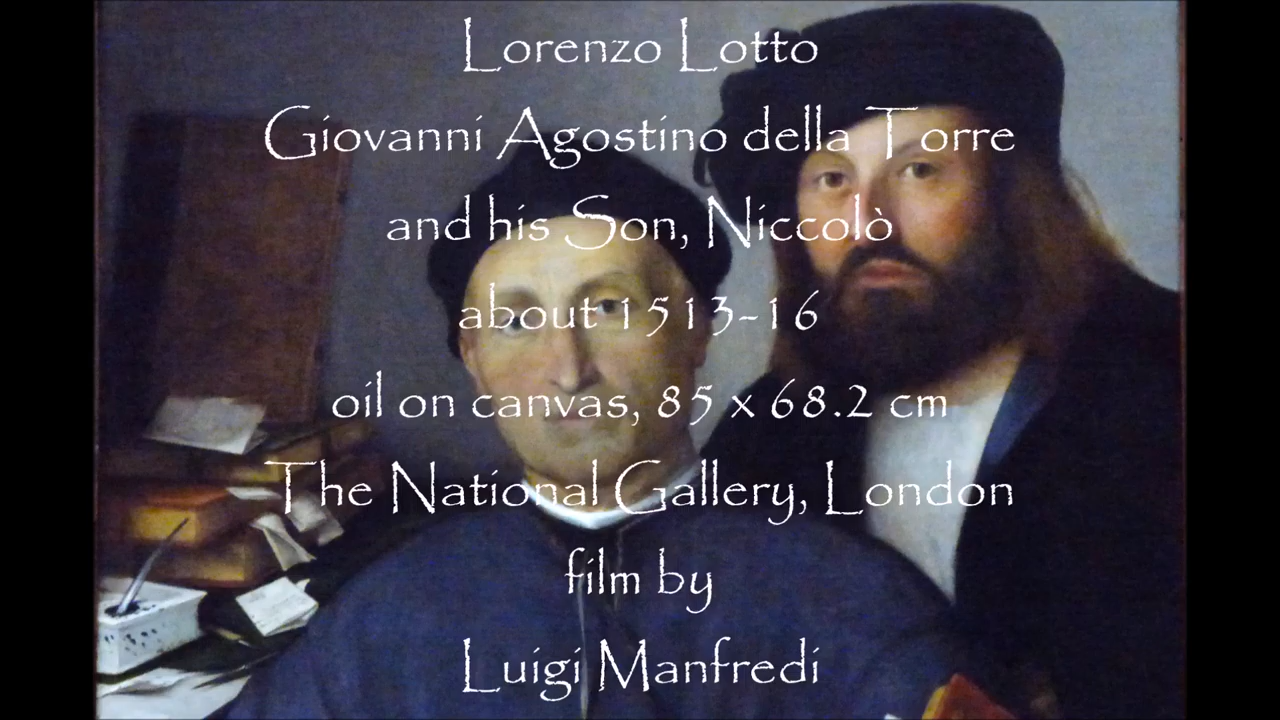 Lorenzo Lotto
Giovanni Agostino della Torre
and his Son, Niccolò
about 1513-16
oil on canvas, 85 x 68.2 cm
The National Gallery, London
film by
Luigi Manfredi